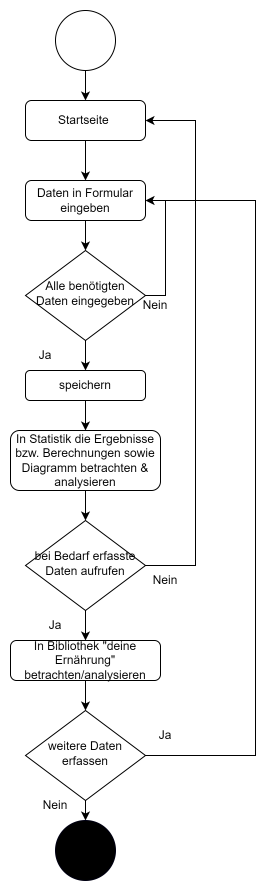 Startseite
Daten in Formular
eingeben
Alle benötigten
Daten eingegeben
Nein
Ja
speichern
In Statistik die Ergebnisse
bzw. Berechnungen sowie
Diagramm betrachten &
analysieren
bei Bedarf erfasste
Daten aufrufen
Nein
Ja
In Bibliothek "deine
Ernährung"
betrachten/analysieren
Ja
weitere Daten
erfassen
Nein